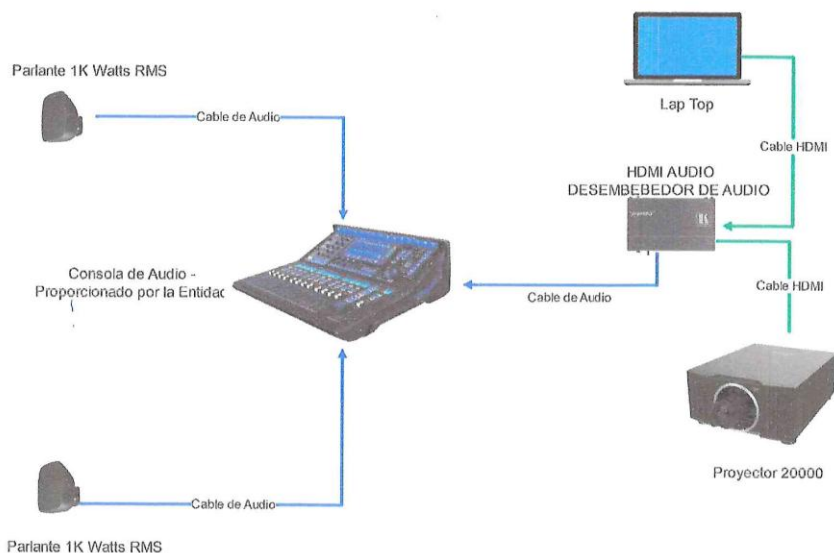 Parlante 1K Watts RMS
Cable de Audio
Lap Top
Cable HDMI
HDMI AUDIO
DESEMBEBEDOR DE AUDIO
Consola de Audio -
Proporcionado por la Entidad
Cable de Audio
Cable HDMI
Proyector 20000
Cable de Audio
Parlante 1K Watts RMS